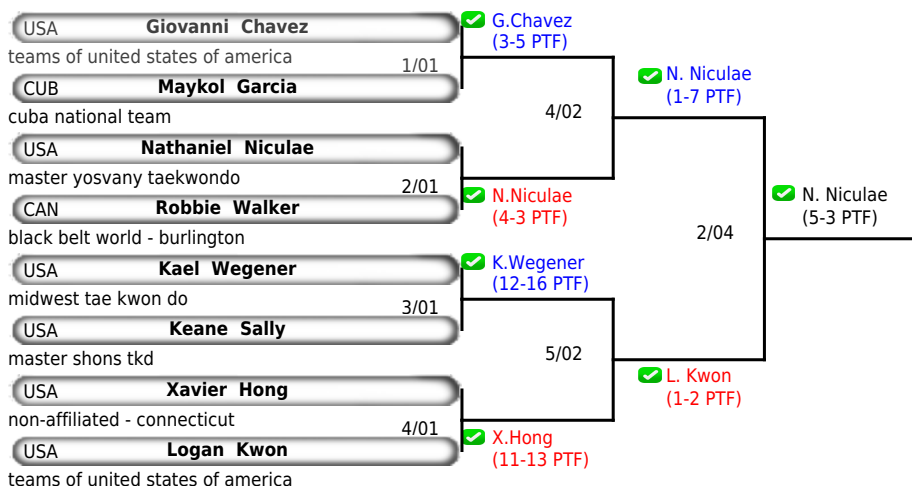 USA Giovanni Chavez
teams of united states of america
1/01
CUB Maykol Garcia
cuba national team
G.Chavez
(3-5 PTF)
USA Nathaniel Niculae
master yosvany taekwondo
2/01
CAN Robbie Walker
black belt world - burlington
N.Niculae
(4-3 PTF)
4/02
N. Niculae
(1-7 PTF)
USA Kael Wegener
midwest tae kwon do
3/01
USA Keane Sally
master shons tkd
K.Wegener
(12-16 PTF)
USA Xavier Hong
non-affiliated - connecticut
4/01
USA Logan Kwon
teams of united states of america
X.Hong
(11-13 PTF)
5/02
L. Kwon
(1-2 PTF)
2/04
N. Niculae
(5-3 PTF)